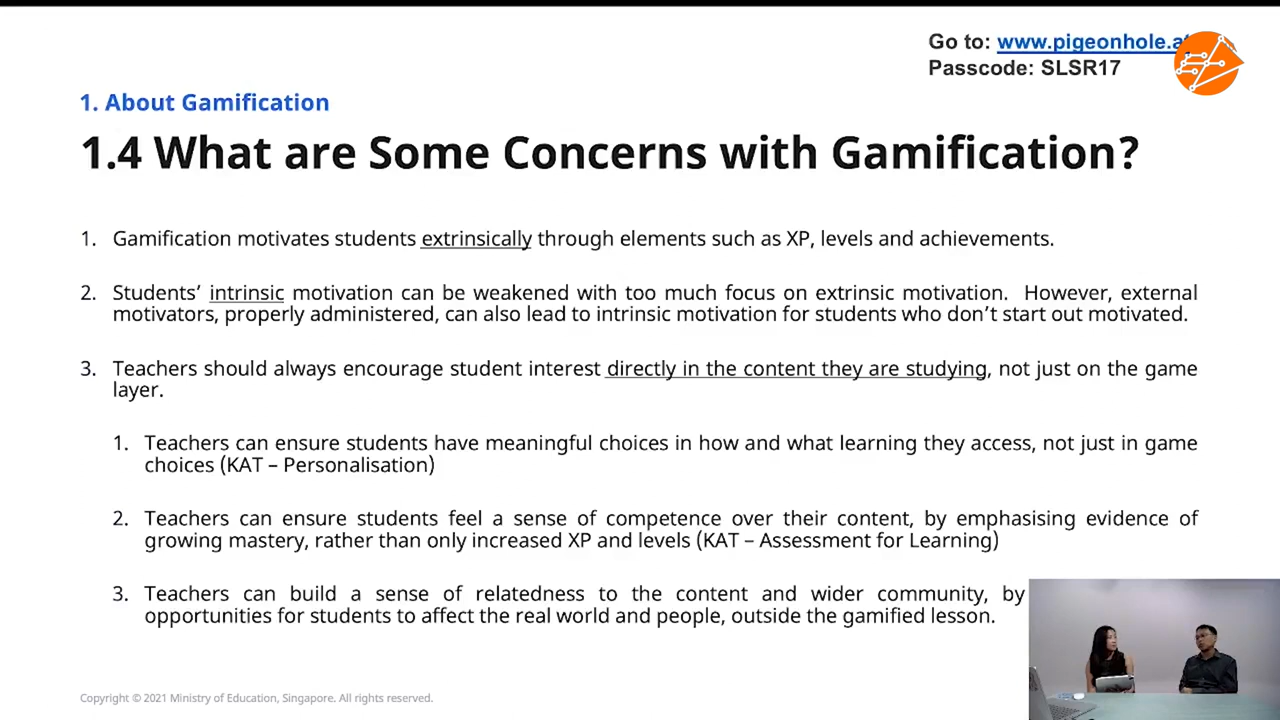 Go to: www.pigeonhole.at
Passcode: SLSR17
1. About Gamification
1.4 What are Some Concerns with Gamification?
1. Gamification motivates students extrinsically through elements such as XP, levels and achievements.
2. Students’ intrinsic motivation can be weakened with too much focus on extrinsic motivation. However, external
motivators, properly administered, can also lead to intrinsic motivation for students who don’t start out motivated.
3. Teachers should always encourage student interest directly in the content they are studying, not just on the game
layer.
1. Teachers can ensure students have meaningful choices in how and what learning they access, not just in game
choices (KAT – Personalisation)
2. Teachers can ensure students feel a sense of competence over their content, by emphasising evidence of
growing mastery, rather than only increased XP and levels (KAT – Assessment for Learning)
3. Teachers can build a sense of relatedness to the content and wider community, by
opportunities for students to affect the real world and people, outside the gamified lesson.
Copyright © 2021 Ministry of Education, Singapore. All rights reserved.